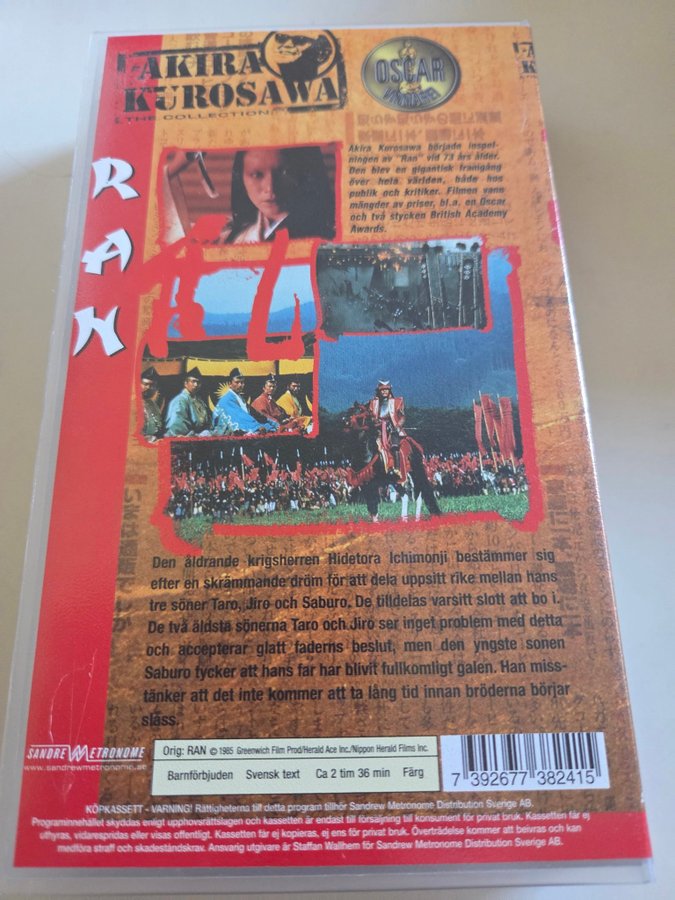 AKIRA
KUROSAWA
THE COLLECTION
OSCAR
RAN
Akira Kurosawa började inspel-
ningen av "Ran" vid 73 års ålder.
Den blev en gigantisk framgång
över hela världen, både hos
publik och kritiker. Filmen vann
mängder av priser, bl.a. en Oscar
och två stycken British Academy
Awards.
Den åldrande krigsherren Hidetora Ichimonji bestämmer sig
efter en skrämmande dröm för att dela uppsitt rike mellan hans
tre söner Taro, Jiro och Saburo. De tilldelas varsitt slott att bo i.
De två äldsta sönerna Taro och Jiro ser inget problem med detta
och accepterar glatt faderns beslut, men den yngste sonen
Saburo tycker att hans far har blivit fullkomligt galen. Han miss-
tänker att det inte kommer att ta lång tid innan bröderna börjar
slåss.
SANDREW METRONOME
www.sandrewmetronome.se
Orig: RAN © 1985 Greenwich Film Prod/Herald Ace Inc./Nippon Herald Films Inc.
Barnförbjuden Svensk text Ca 2 tim 36 min Färg
7 392677 382415
KÖPKASSETT - VARNING! Rättigheterna till detta program tillhör Sandrew Metronome Distribution Sverige AB.
Programinnehållet skyddas enligt upphovsrättslagen och kassetten är endast till försäljning till konsument för privat bruk. Kassetten får ej
uthyras, vidarespridas eller visas offentligt. Kassetten får ej kopieras, ej ens för privat bruk. Överträdelse kommer att beivras och kan
medföra straff och skadeståndskrav. Ansvarig utgivare är Staffan Wallhem för Sandrew Metronome Distribution Sverige AB.